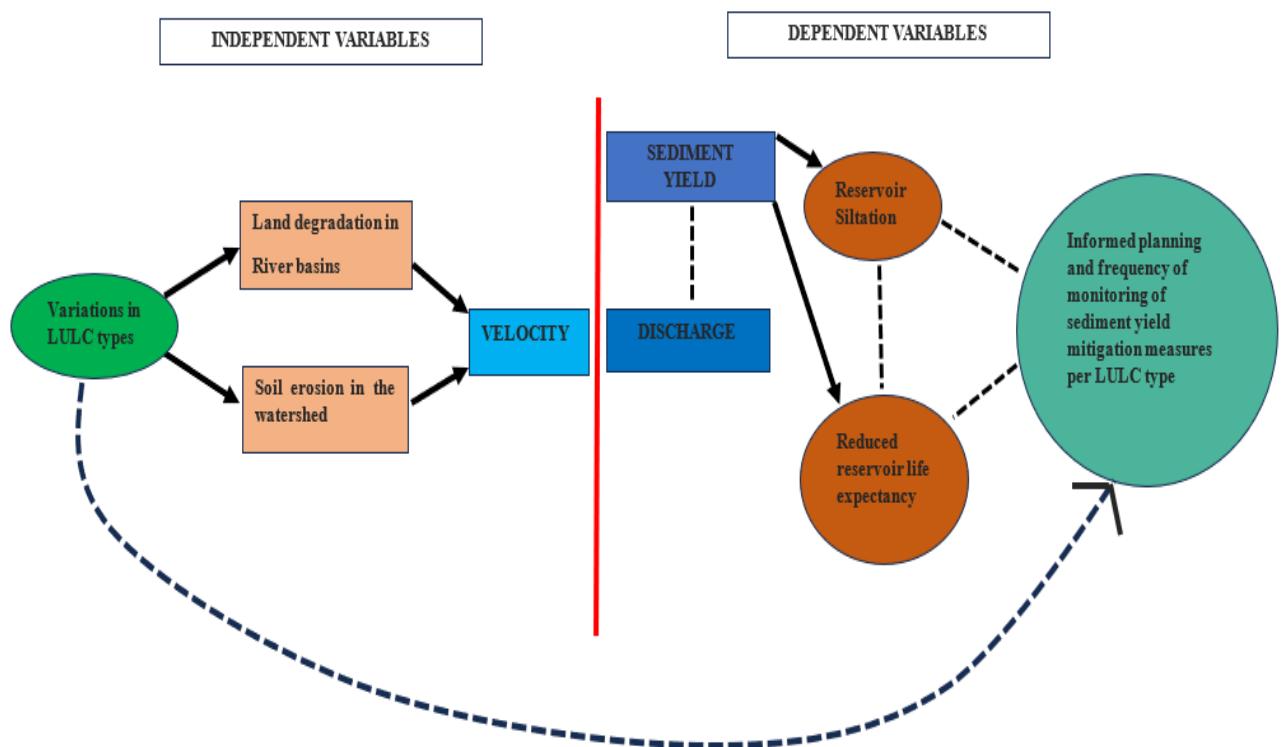 INDEPENDENT VARIABLES
DEPENDENT VARIABLES
Variations in
LULC types
Land degradation in
River basins
Soil erosion in the
watershed
VELOCITY
SEDIMENT
YIELD
DISCHARGE
Reservoir
Siltation
Reduced
reservoir life
expectancy
Informed planning
and frequency of
monitoring of
sediment yield
mitigation measures
per LULC type